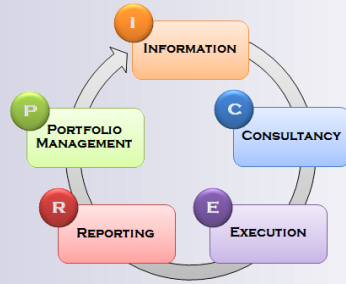 I
INFORMATION
C
CONSULTANCY
E
EXECUTION
R
REPORTING
P
PORTFOLIO
MANAGEMENT